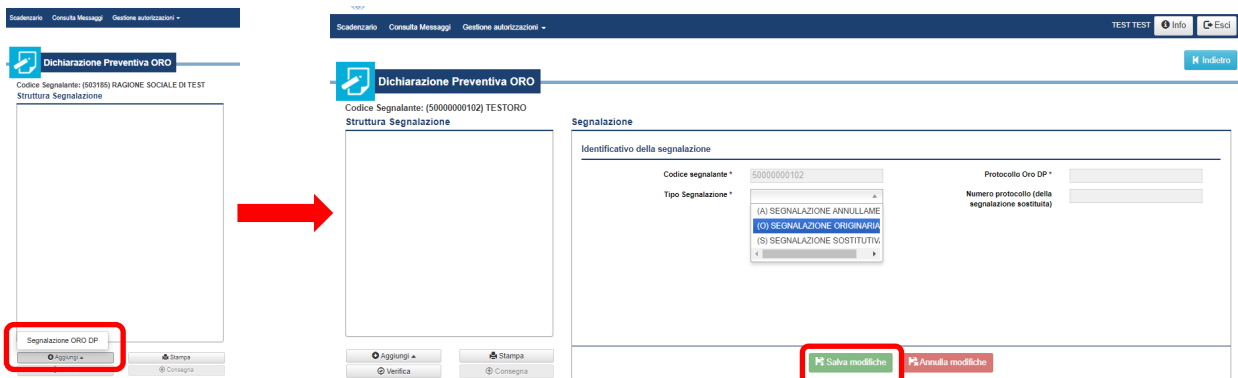 Scadenzario Consulta Messaggi Gestione autorizzazioni
Dichiarazione Preventiva ORO
Codice Segnalante: (503185) RAGIONE SOCIALE DI TEST
Struttura Segnalazione
Segnalazione ORO DP
Aggiungi
Stampa
Consegna
Scadenzario Consulta Messaggi Gestione autorizzazioni
TEST TEST
Info
Esci
Indietro
Dichiarazione Preventiva ORO
Codice Segnalante: (50000000102) TESTORO
Struttura Segnalazione
Segnalazione
Identificativo della segnalazione
Codice segnalante *
50000000102
Protocollo Oro DP *
Tipo Segnalazione *
Numero protocollo (della
segnalazione sostituita)
(A) SEGNALAZIONE ANNULLAME
(O) SEGNALAZIONE ORIGINARIA
(S) SEGNALAZIONE SOSTITUTIV
Aggiungi
Stampa
Verifica
Consegna
Salva modifiche
Annulla modifiche